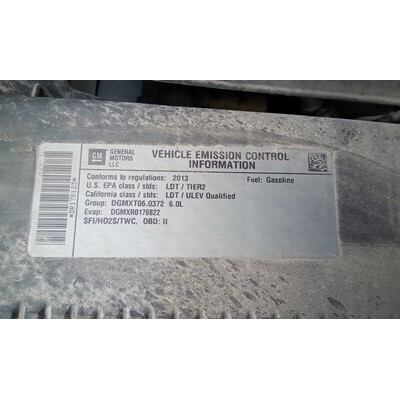 GM
GENERAL MOTORS LLC
VEHICLE EMISSION CONTROL INFORMATION
Conforms to regulations: 2013 Fuel: Gasoline
U.S. EPA class / stds: LDT / TIER2
California class / stds: LDT / ULEV Qualified
Group: DGMXT06.0372 6.0L
Evap: DGMXR0176822
SFI/HO2S/TWC, OBD: II